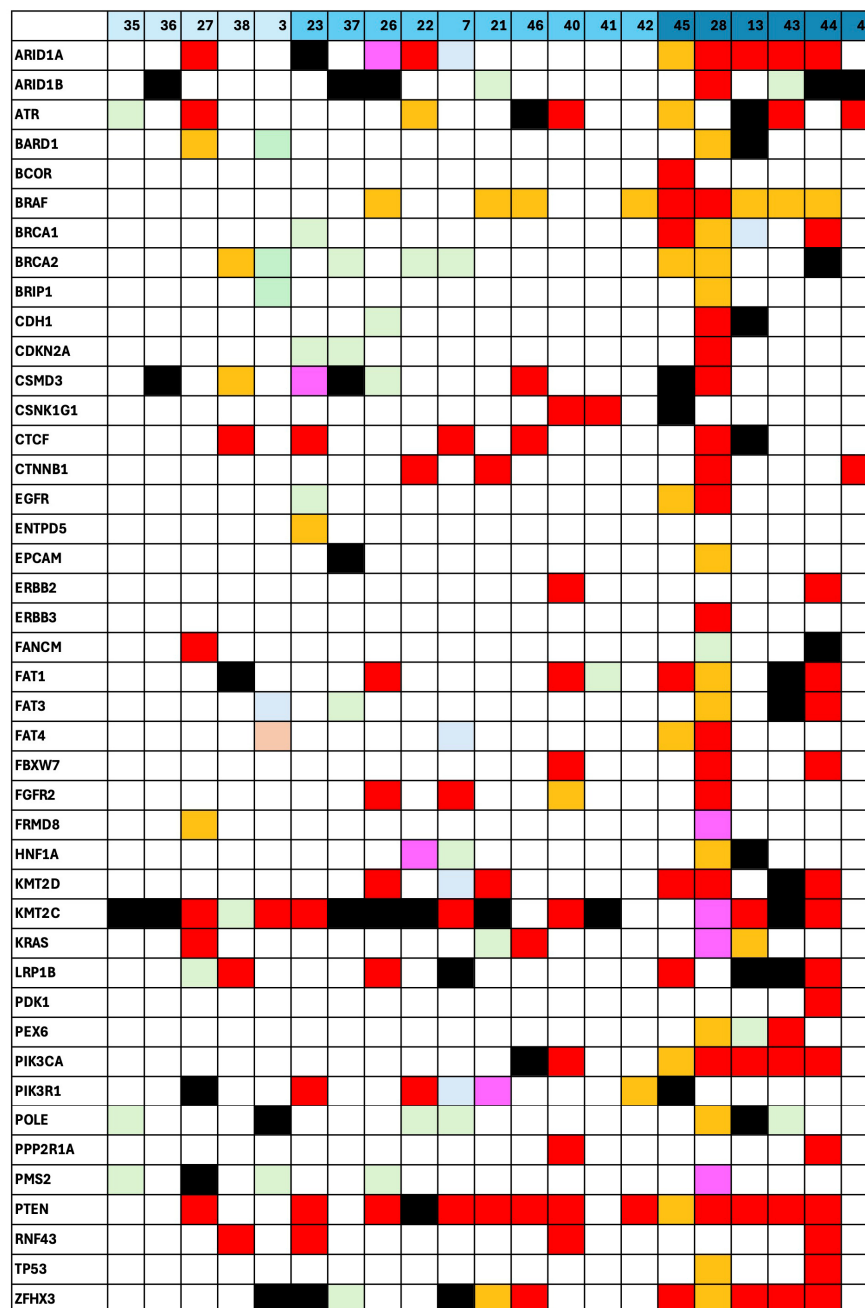 35 36 27 38 3 23 37 26 22 7 21 46 40 41 42 45 28 13 43 44 4
ARID1A
ARID1B
ATR
BARD1
BCOR
BRAF
BRCA1
BRCA2
BRIP1
CDH1
CDKN2A
CSMD3
CSNK1G1
CTCF
CTNNB1
EGFR
ENTPD5
EPCAM
ERBB2
ERBB3
FANCM
FAT1
FAT3
FAT4
FBXW7
FGFR2
FRMD8
HNF1A
KMT2D
KMT2C
KRAS
LRP1B
PDK1
PEX6
PIK3CA
PIK3R1
POLE
PPP2R1A
PMS2
PTEN
RNF43
TP53
ZFHX3